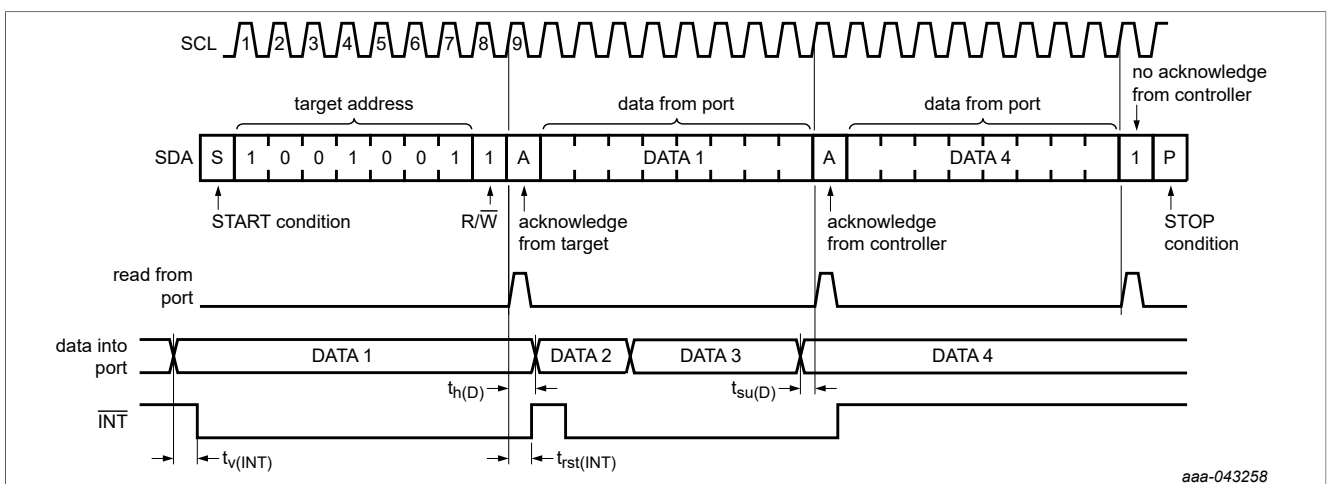 SCL 1 2 3 4 5 6 7 8 9
no acknowledge
from controller
target address
data from port
data from port
SDA S 1 0 0 1 0 0 1 1 A DATA 1 A DATA 4 1 P
START condition
R/W̅
acknowledge
from target
acknowledge
from controller
STOP
condition
read from
port
data into
port
DATA 1 DATA 2 DATA 3 DATA 4
th(D)
tsu(D)
I̅N̅T̅
tv(INT)
trst(INT)
aaa-043258